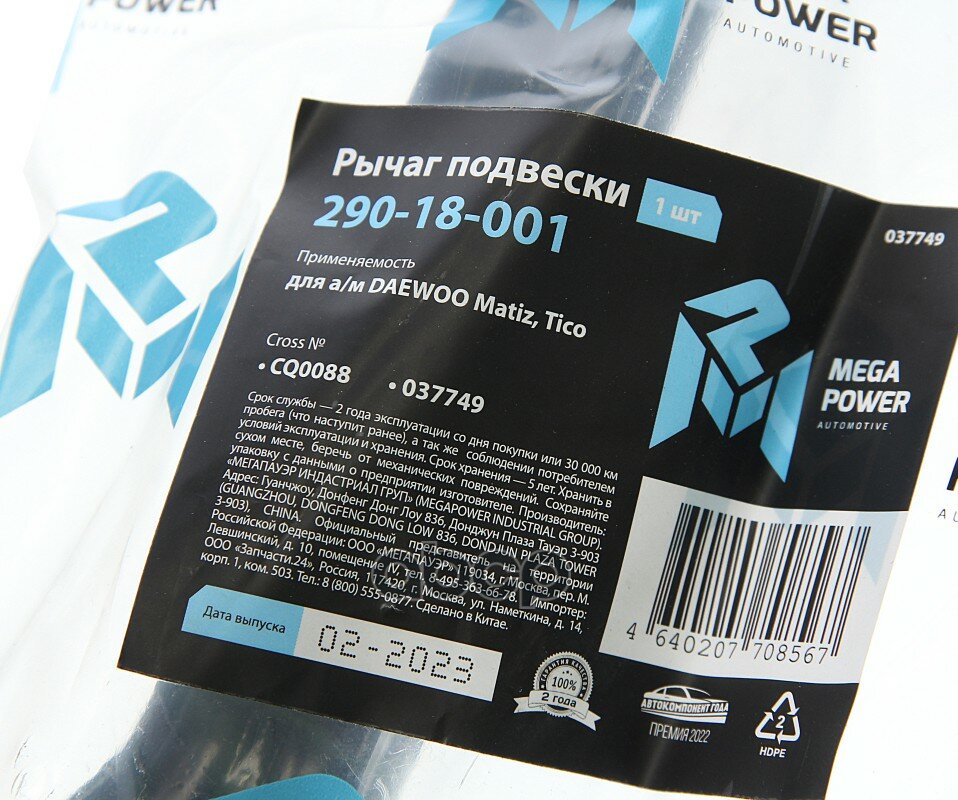 POWER
AUTOMOTIVE
POWER
AUTOMOTIVE
Рычаг подвески
1 шт
290-18-001
037749
Применяемость
для а/м DAEWOO Matiz, Tico
Cross №
• CQ0088 • 037749
MEGA
POWER
AUTOMOTIVE
Срок службы — 2 года эксплуатации со дня покупки или 30 000 км
пробега (что наступит ранее), а так же соблюдении потребителем
условий эксплуатации и хранения. Срок хранения — 5 лет. Хранить в
сухом месте, беречь от механических повреждений. Сохраняйте
упаковку с данными о предприятии изготовителе. Производитель:
«МЕГАПАУЭР ИНДАСТРИАЛ ГРУП» (MEGAPOWER INDUSTRIAL GROUP).
Адрес: Гуанчжоу, Донфенг Донг Лоу 836, Донджун Плаза Тауэр 3-903
(GUANGZHOU, DONGFENG DONG LOW 836, DONDJUN PLAZA TOWER
3-903), CHINA. Официальный представитель на территории
Российской Федерации: ООО «МЕГАПАУЭР», 119034 г. Москва, пер. М.
Левшинский, д. 10, помещение тел. 8-495-363-66-78. Импортер:
ООО "Запчасти.24», Россия, 117420, г. Москва, ул. Наметкина, д. 14,
корп. 1, ком. 503. Тел.: 8 (800) 555-0877. Сделано в Китае.
Дата выпуска
02-2023
4 640207 708567
ГАРАНТИЯ КАЧЕСТВА
100%
2 года
АВТОКОМПОНЕНТ ГОДА
ПРЕМИЯ 2022
2
HDPE